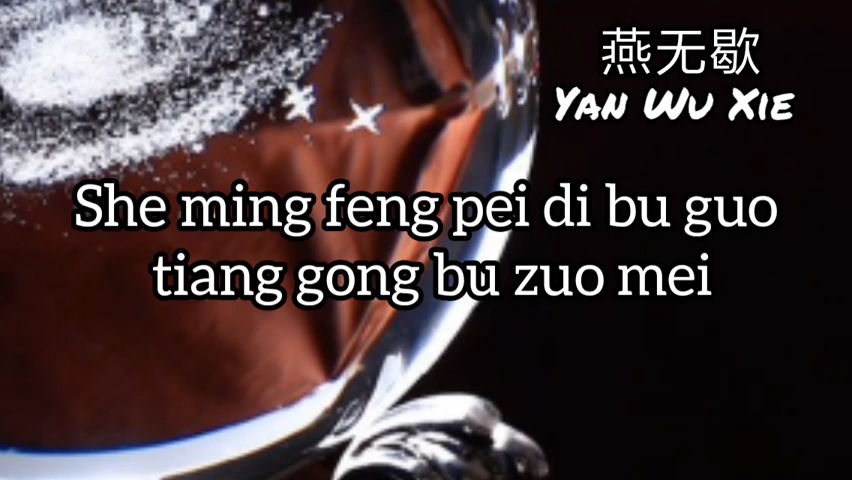 燕无歇
Yan Wu Xie
She ming feng pei di bu guo
tiang gong bu zuo mei